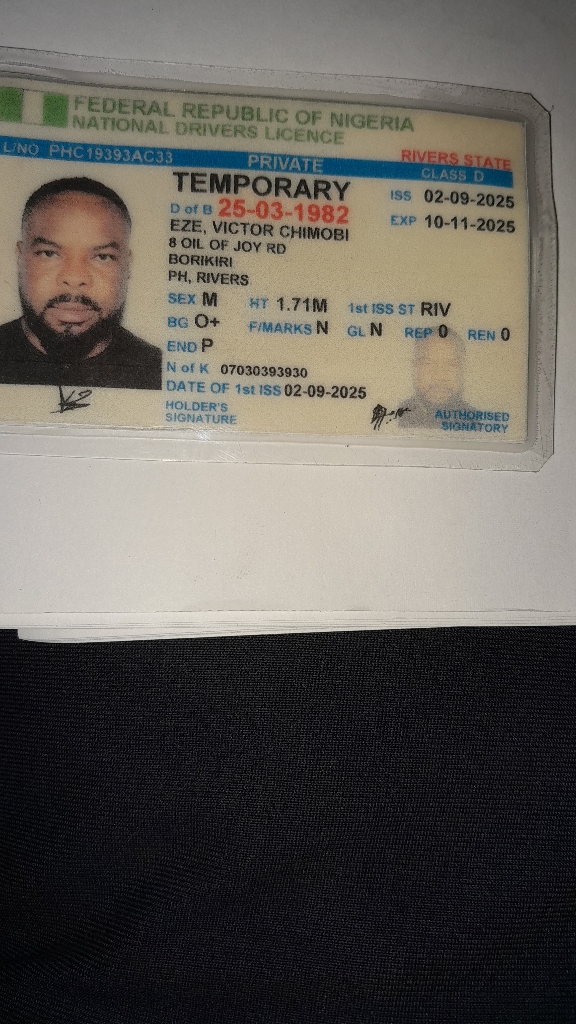 FEDERAL REPUBLIC OF NIGERIA
NATIONAL DRIVERS LICENCE
L/NO PHC19393AC33 PRIVATE RIVERS STATE
CLASS D
TEMPORARY
ISS 02-09-2025
D of B 25-03-1982
EXP 10-11-2025
EZE, VICTOR CHIMOBI
8 OIL OF JOY RD
BORIKIRI
PH, RIVERS
SEX M HT 1.71M 1st ISS ST RIV
BG O+ F/MARKS N GL N REP 0 REN 0
END P
N of K 07030393930
DATE OF 1st ISS 02-09-2025
HOLDER'S
SIGNATURE
AUTHORISED
SIGNATORY